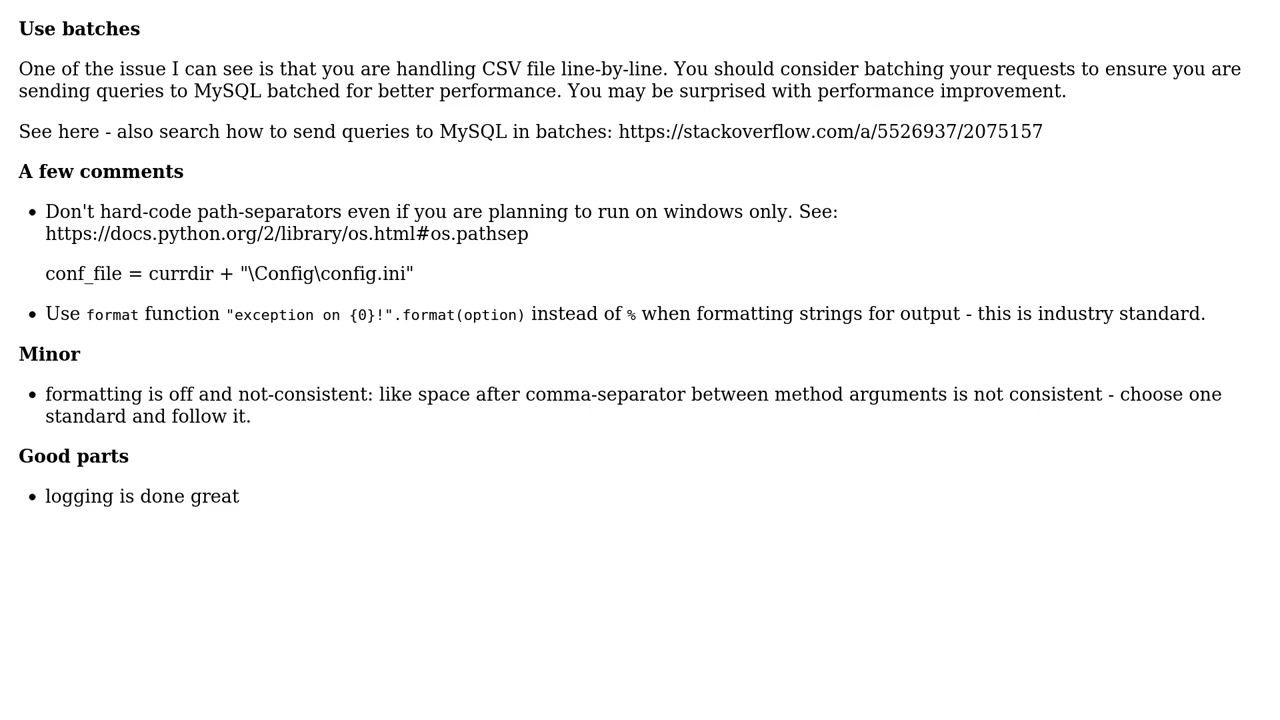 Use batches
One of the issue I can see is that you are handling CSV file line-by-line. You should consider batching your requests to ensure you are
sending queries to MySQL batched for better performance. You may be surprised with performance improvement.
See here - also search how to send queries to MySQL in batches: https://stackoverflow.com/a/5526937/2075157
A few comments
• Don't hard-code path-separators even if you are planning to run on windows only. See:
https://docs.python.org/2/library/os.html#os.pathsep
conf_file = currdir + "\Config\config.ini"
• Use format function "exception on {0}!".format(option) instead of % when formatting strings for output - this is industry standard.
Minor
• formatting is off and not-consistent: like space after comma-separator between method arguments is not consistent - choose one
standard and follow it.
Good parts
• logging is done great